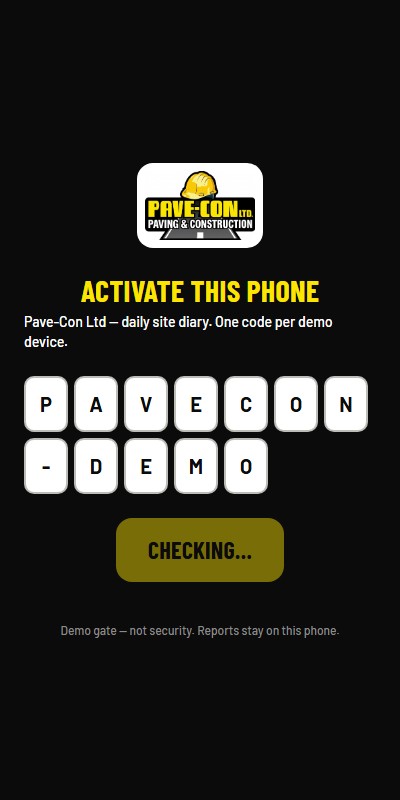 PAVE-CON LTD.
PAVING & CONSTRUCTION
ACTIVATE THIS PHONE
Pave-Con Ltd — daily site diary. One code per demo
device.
P A V E C O N
- D E M O
CHECKING...
Demo gate — not security. Reports stay on this phone.